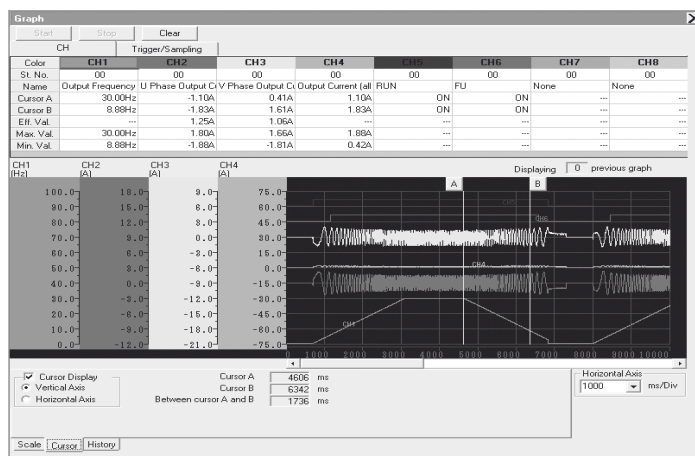 Graph
Start Stop Clear
CH Trigger/Sampling
Color CH1 CH2 CH3 CH4 CH5 CH6 CH7 CH8
St. No. 00 00 00 00 00 00 00 00
Name Output Frequency U Phase Output C V Phase Output C Output Current (all RUN FU None None
Cursor A 30.00Hz -1.10A 0.41A 1.10A ON ON --- ---
Cursor B 8.88Hz -1.83A 1.61A 1.83A ON ON --- ---
Eff. Val. --- 1.25A 1.06A --- --- --- --- ---
Max. Val. 30.00Hz 1.80A 1.66A 1.88A --- --- --- ---
Min. Val. 8.88Hz -1.88A -1.81A 0.42A --- --- --- ---
CH1 CH2 CH3 CH4
(Hz) (A) (A) (A)
Displaying 0 previous graph
A B
100.0 18.0 9.0 75.0
90.0 15.0 6.0 60.0
80.0 12.0 3.0 45.0
70.0 9.0 0.0 30.0
60.0 6.0 -3.0 15.0
50.0 3.0 -6.0 0.0
40.0 0.0 -9.0 -15.0
30.0 -3.0 -12.0 -30.0
20.0 -6.0 -15.0 -45.0
10.0 -9.0 -18.0 -60.0
0.0 -12.0 -21.0 -75.0
CH5
CH6
CH4
CH1
0 1000 2000 3000 4000 5000 6000 7000 8000 9000 10000
Cursor Display
Vertical Axis
Horizontal Axis
Cursor A 4606 ms
Cursor B 6342 ms
Between cursor A and B 1736 ms
Horizontal Axis
1000 ms/Div
Scale Cursor History